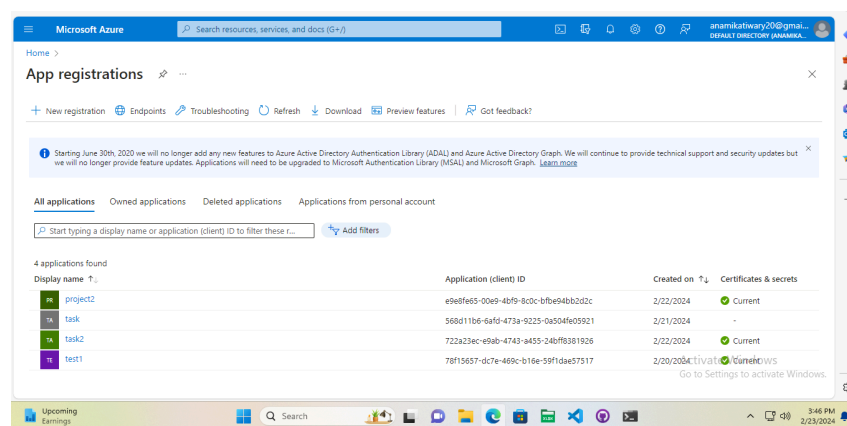 Microsoft Azure
Search resources, services, and docs (G+/)
anamikatiwary20@gmai...
DEFAULT DIRECTORY (ANAMIKA...
Home >
App registrations
New registration Endpoints Troubleshooting Refresh Download Preview features Got feedback?
Starting June 30th, 2020 we will no longer add any new features to Azure Active Directory Authentication Library (ADAL) and Azure Active Directory Graph. We will continue to provide technical support and security updates but
we will no longer provide feature updates. Applications will need to be upgraded to Microsoft Authentication Library (MSAL) and Microsoft Graph. Learn more
All applications Owned applications Deleted applications Applications from personal account
Start typing a display name or application (client) ID to filter these r...
Add filters
4 applications found
Display name Application (client) ID Created on Certificates & secrets
PR project2 e9e8fe65-00e9-4bf9-8c0c-bfbe94bb2d2c 2/22/2024 Current
TA task 568d11b6-6afd-473a-9225-0a504fe05921 2/21/2024 -
TA task2 722a23ec-e9ab-4743-a455-24bff8381926 2/22/2024 Current
TE test1 78f15657-dc7e-469c-b16e-59f1dae57517 2/20/2024 Current
Activate Windows
Go to Settings to activate Windows.
Upcoming
Earnings
Search
3:46 PM
2/23/2024